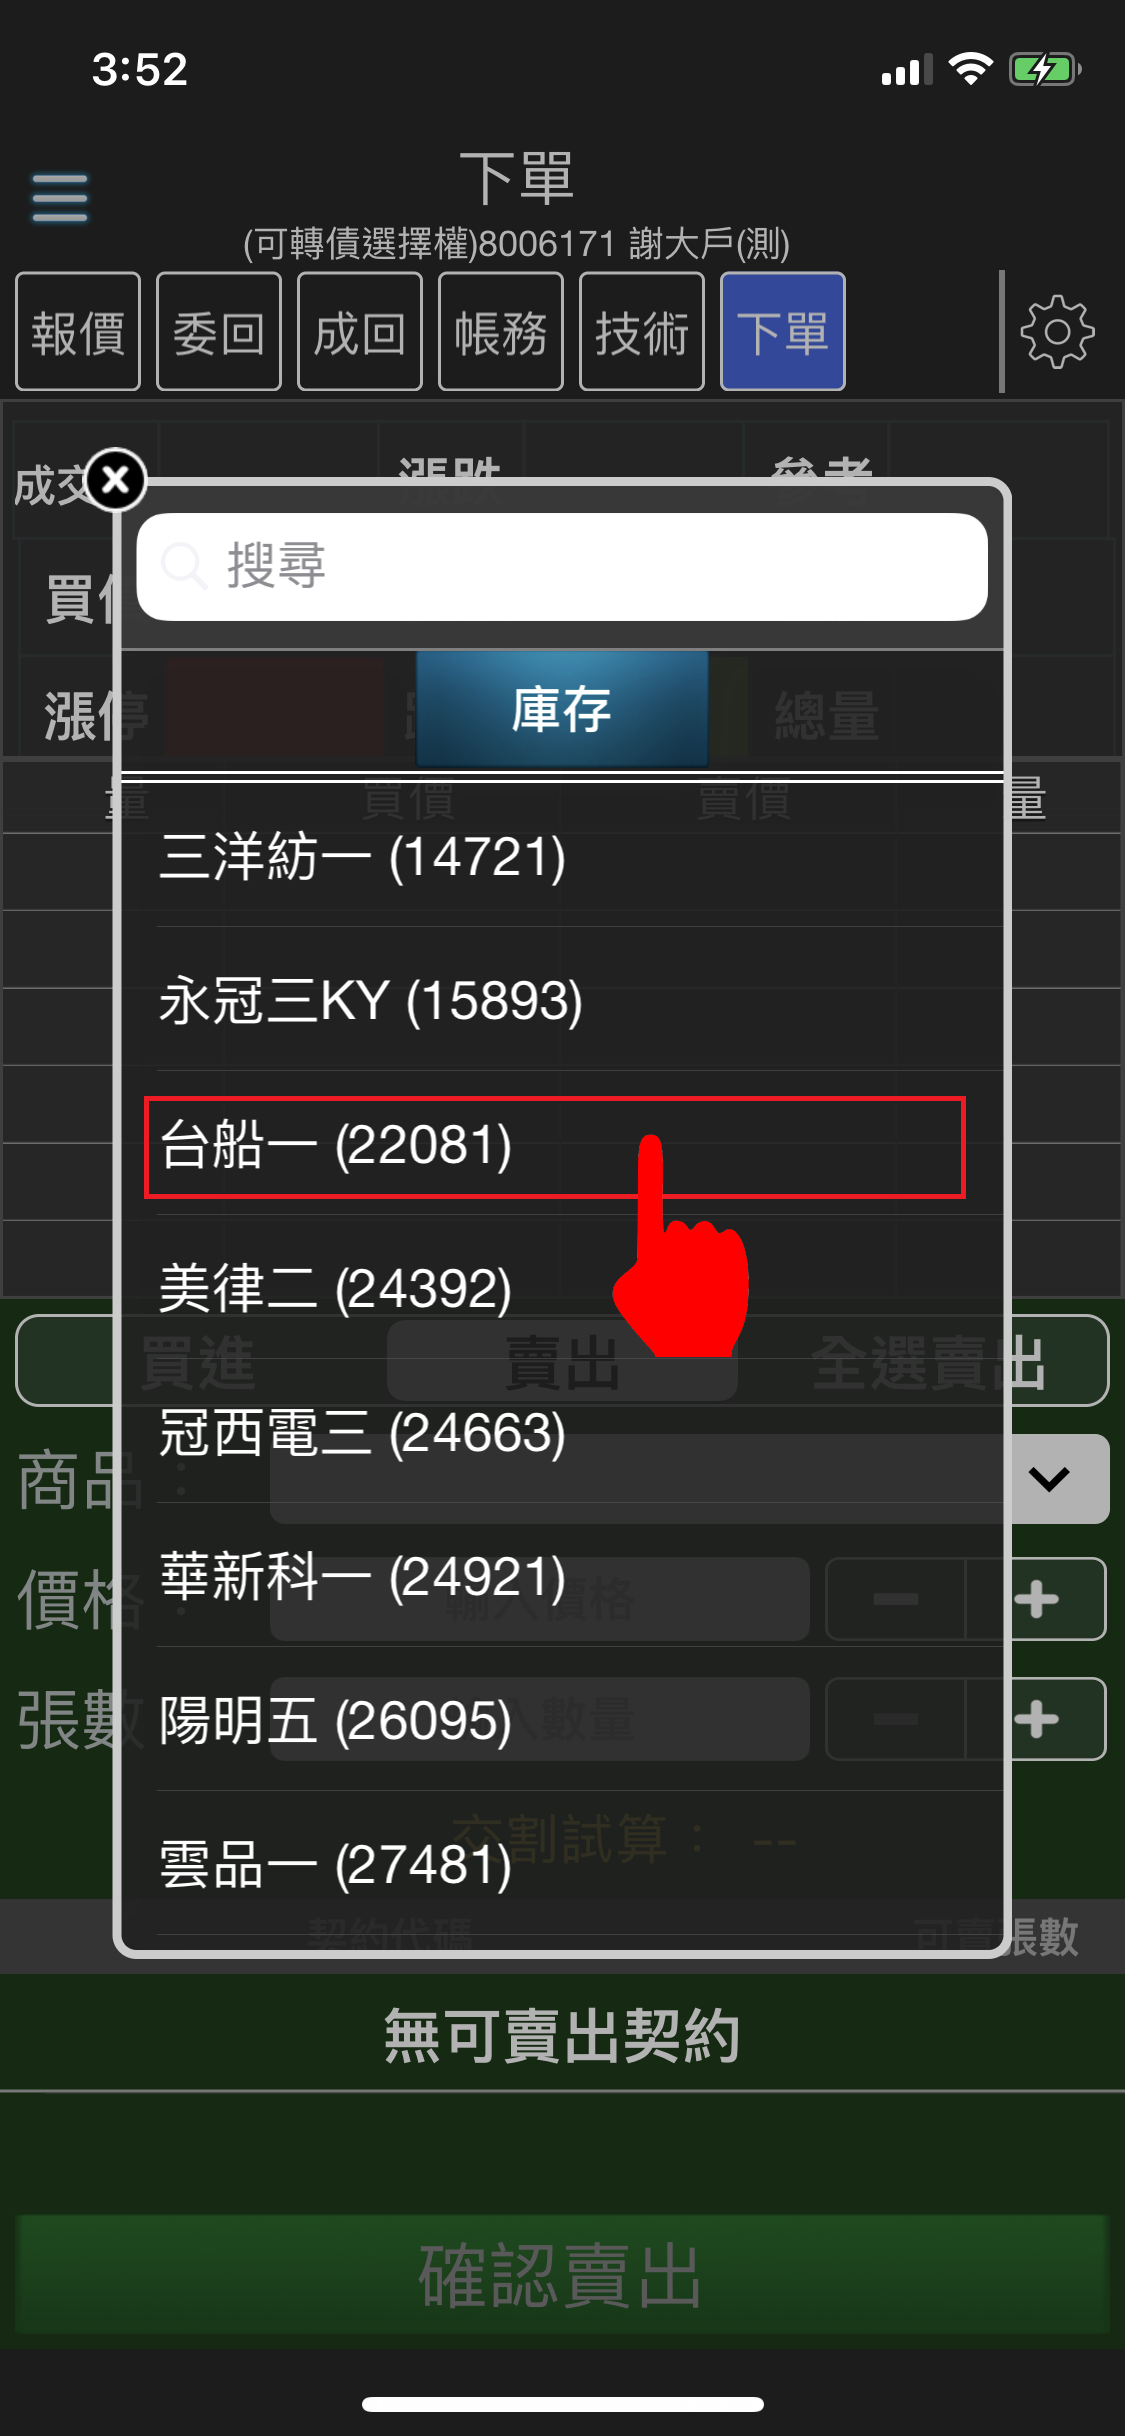 3:52
下單
(可轉債選擇權)8006171 謝大戶(測)
報價 委回 成回 帳務 技術 下單
成交 漲跌 參考
搜尋
買價
漲停 庫存 總量
量 買價 賣價 量
三洋紡一 (14721)
永冠三KY (15893)
台船一 (22081)
美律二 (24392)
買進 賣出 全選賣出
冠西電三 (24663)
商品：
華新科一 (24921)
價格： 輸入價格
陽明五 (26095)
張數 入數量
交割試算： --
雲品一 (27481)
契約代碼 可賣張數
無可賣出契約
確認賣出